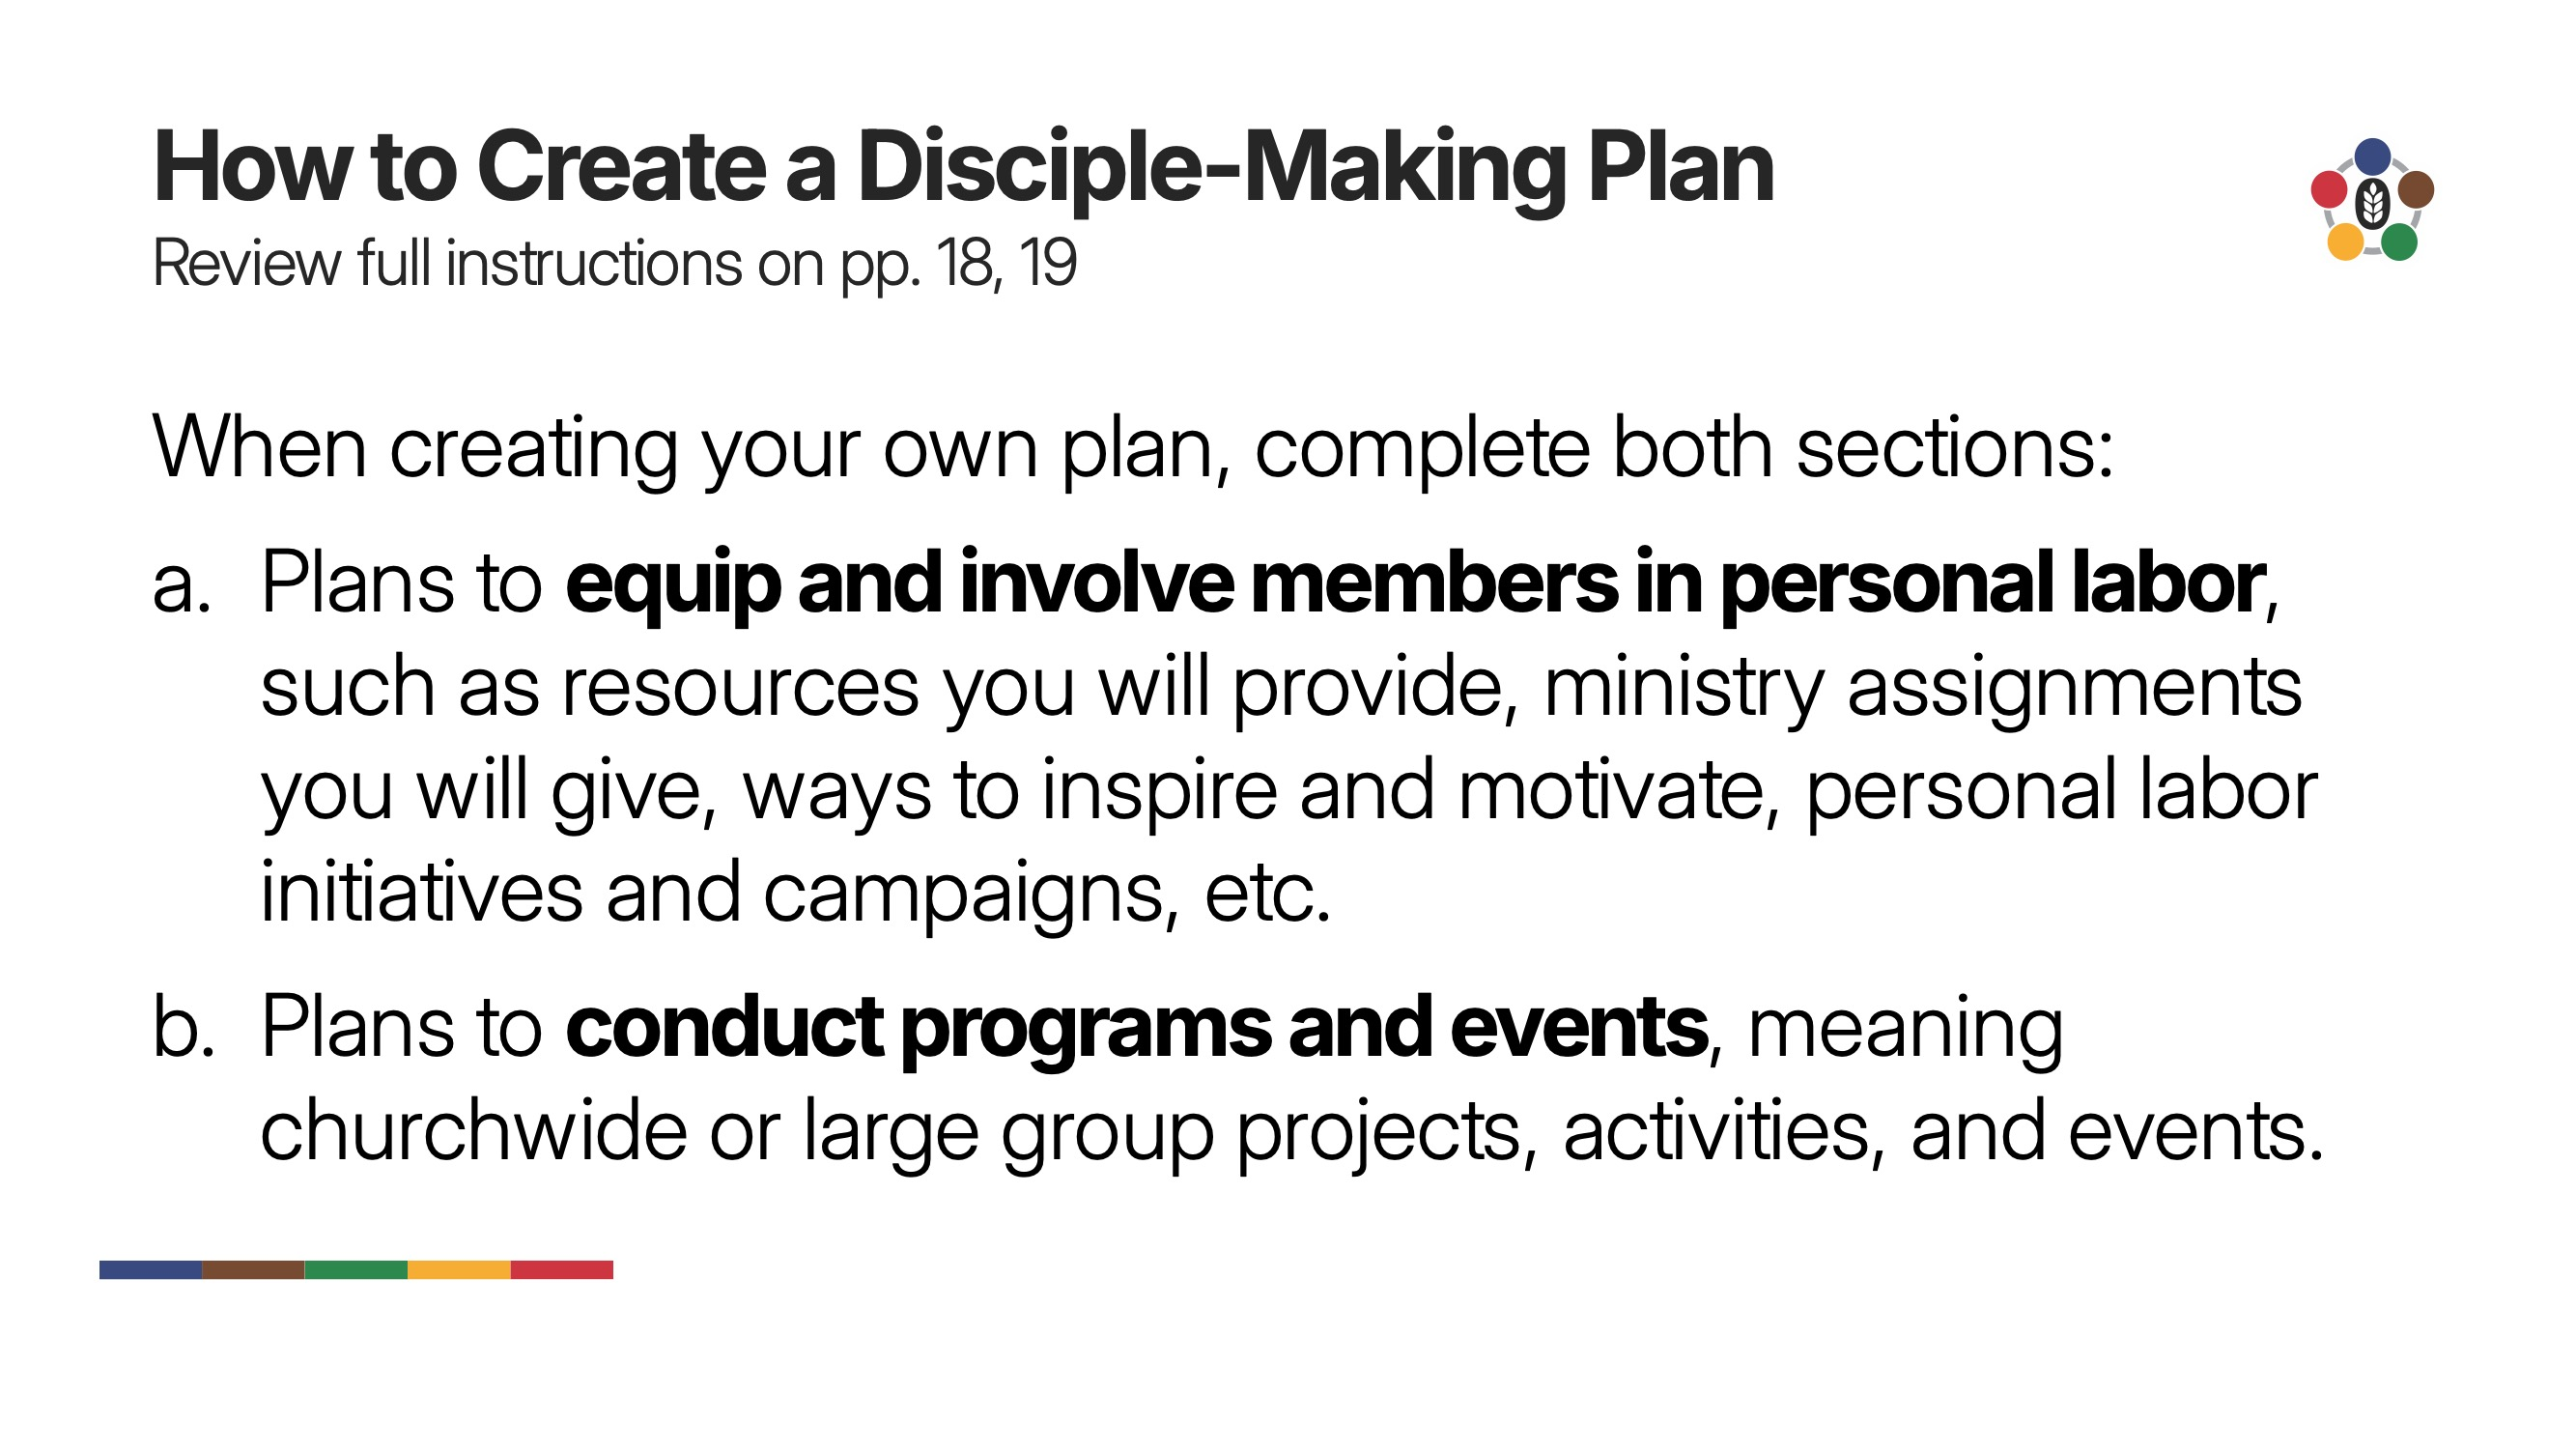 How to Create a Disciple-Making Plan
Review full instructions on pp. 18, 19
When creating your own plan, complete both sections:
a. Plans to equip and involve members in personal labor,
such as resources you will provide, ministry assignments
you will give, ways to inspire and motivate, personal labor
initiatives and campaigns, etc.
b. Plans to conduct programs and events, meaning
churchwide or large group projects, activities, and events.